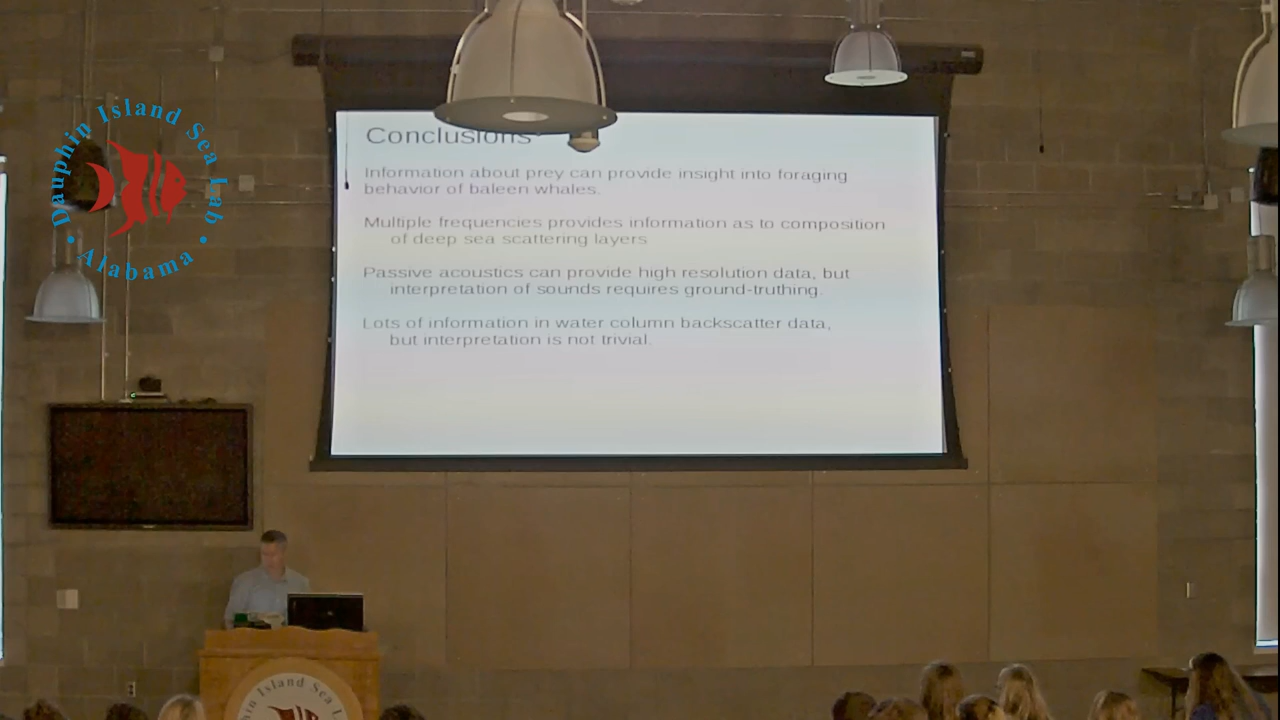 Dauphin Island Sea Lab
Alabama
Conclusions
Information about prey can provide insight into foraging
behavior of baleen whales.
Multiple frequencies provides information as to composition
of deep sea scattering layers
Passive acoustics can provide high resolution data, but
interpretation of sounds requires ground-truthing.
Lots of information in water column backscatter data,
but interpretation is not trivial.
Island Sea